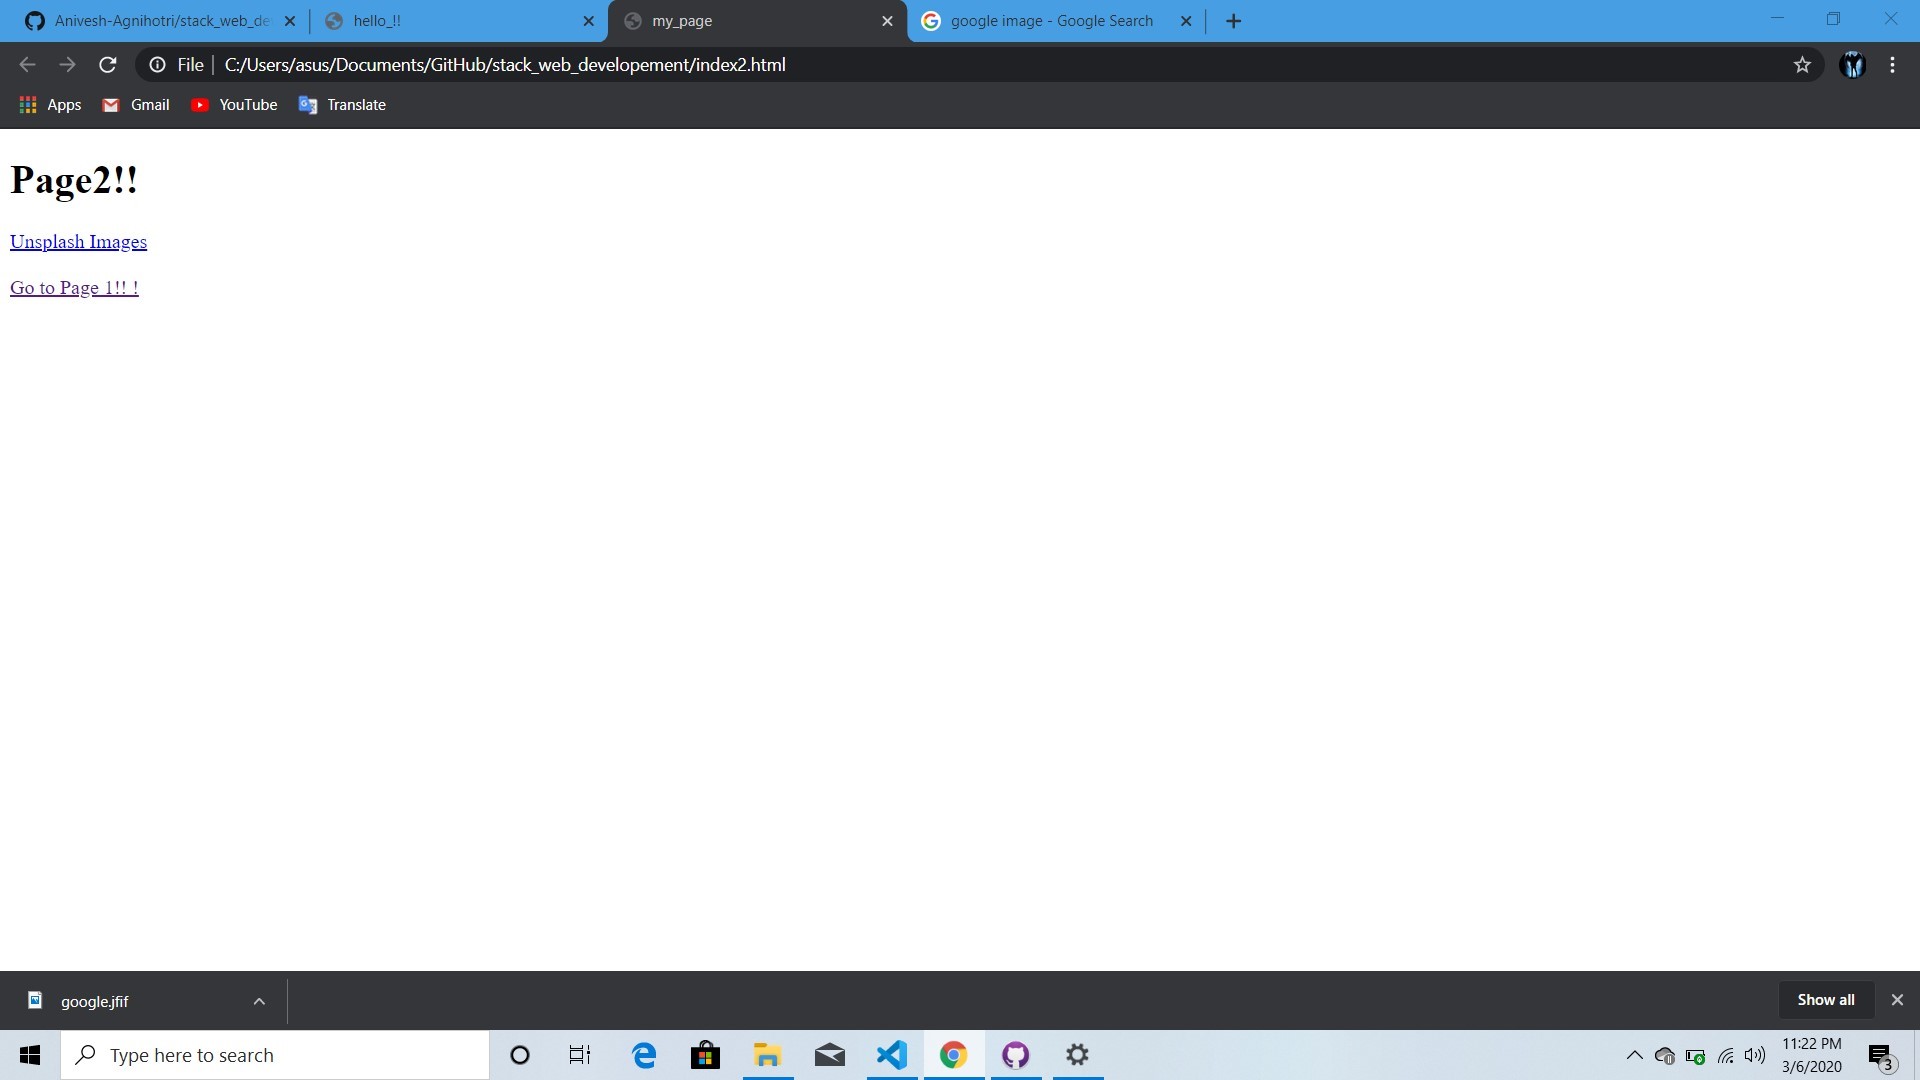 Anivesh-Agnihotri/stack_web_de
hello_!!
my_page
google image - Google Search
File
C:/Users/asus/Documents/GitHub/stack_web_developement/index2.html
Apps
Gmail
YouTube
Translate
Page2!!
Unsplash Images
Go to Page 1!! !
google.jfif
Show all
Type here to search
11:22 PM
3/6/2020
3